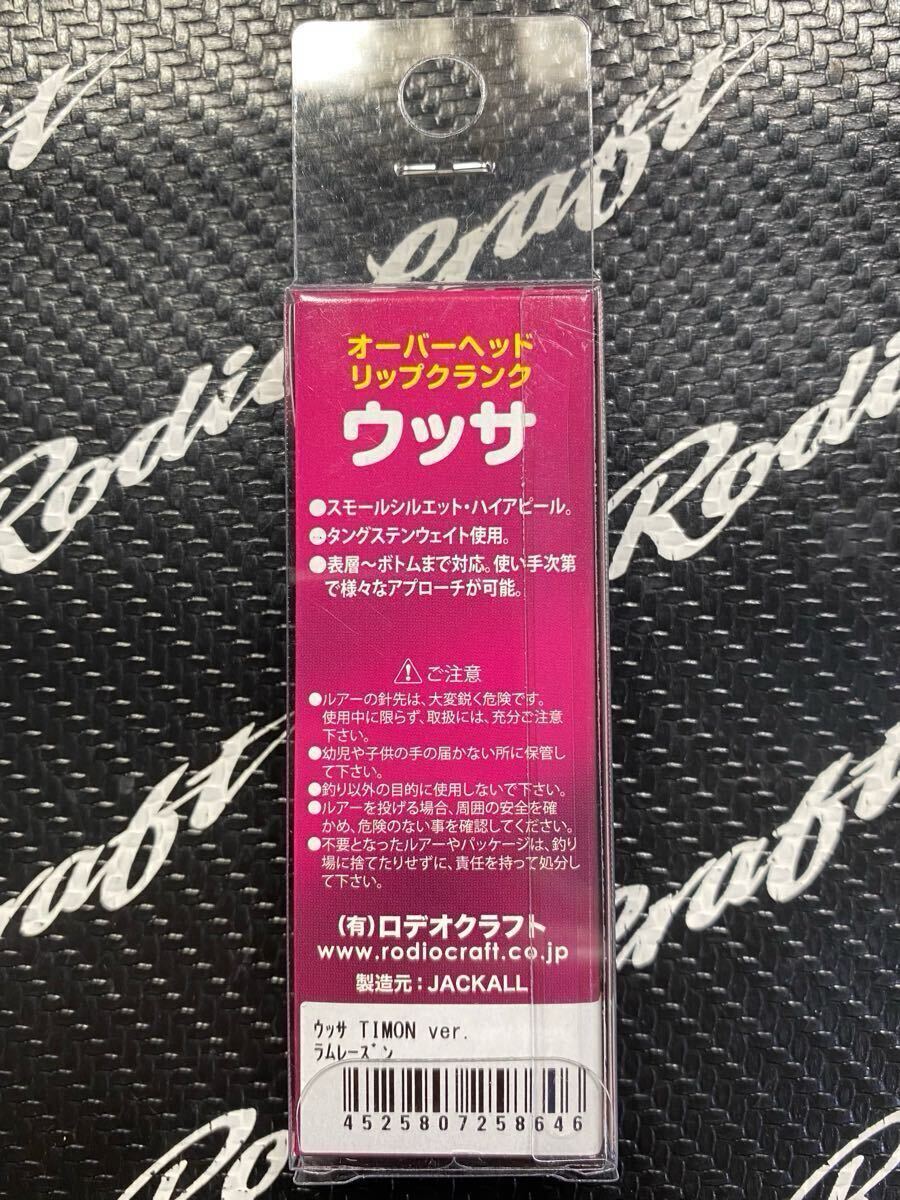 Craft
Rodio
Rodio
Craft
Craft
オーバーヘッド
リップクランク
ウッサ
●スモールシルエット・ハイアピール。
●タングステンウェイト使用。
●表層～ボトムまで対応。使い手次第
で様々なアプローチが可能。
ご注意
●ルアーの針先は、大変鋭く危険です。
使用中に限らず、取扱には、充分ご注意
下さい。
●幼児や子供の手の届かない所に保管し
て下さい。
●釣り以外の目的に使用しないで下さい。
●ルアーを投げる場合、周囲の安全を確
かめ、危険のない事を確認してください。
●不要となったルアーやパッケージは、釣り
場に捨てたりせずに、責任を持って処分し
て下さい。
(有)ロデオクラフト
www.rodiocraft.co.jp
製造元：JACKALL
ウッサ TIMON ver.
ラムレーズン
4525807258646